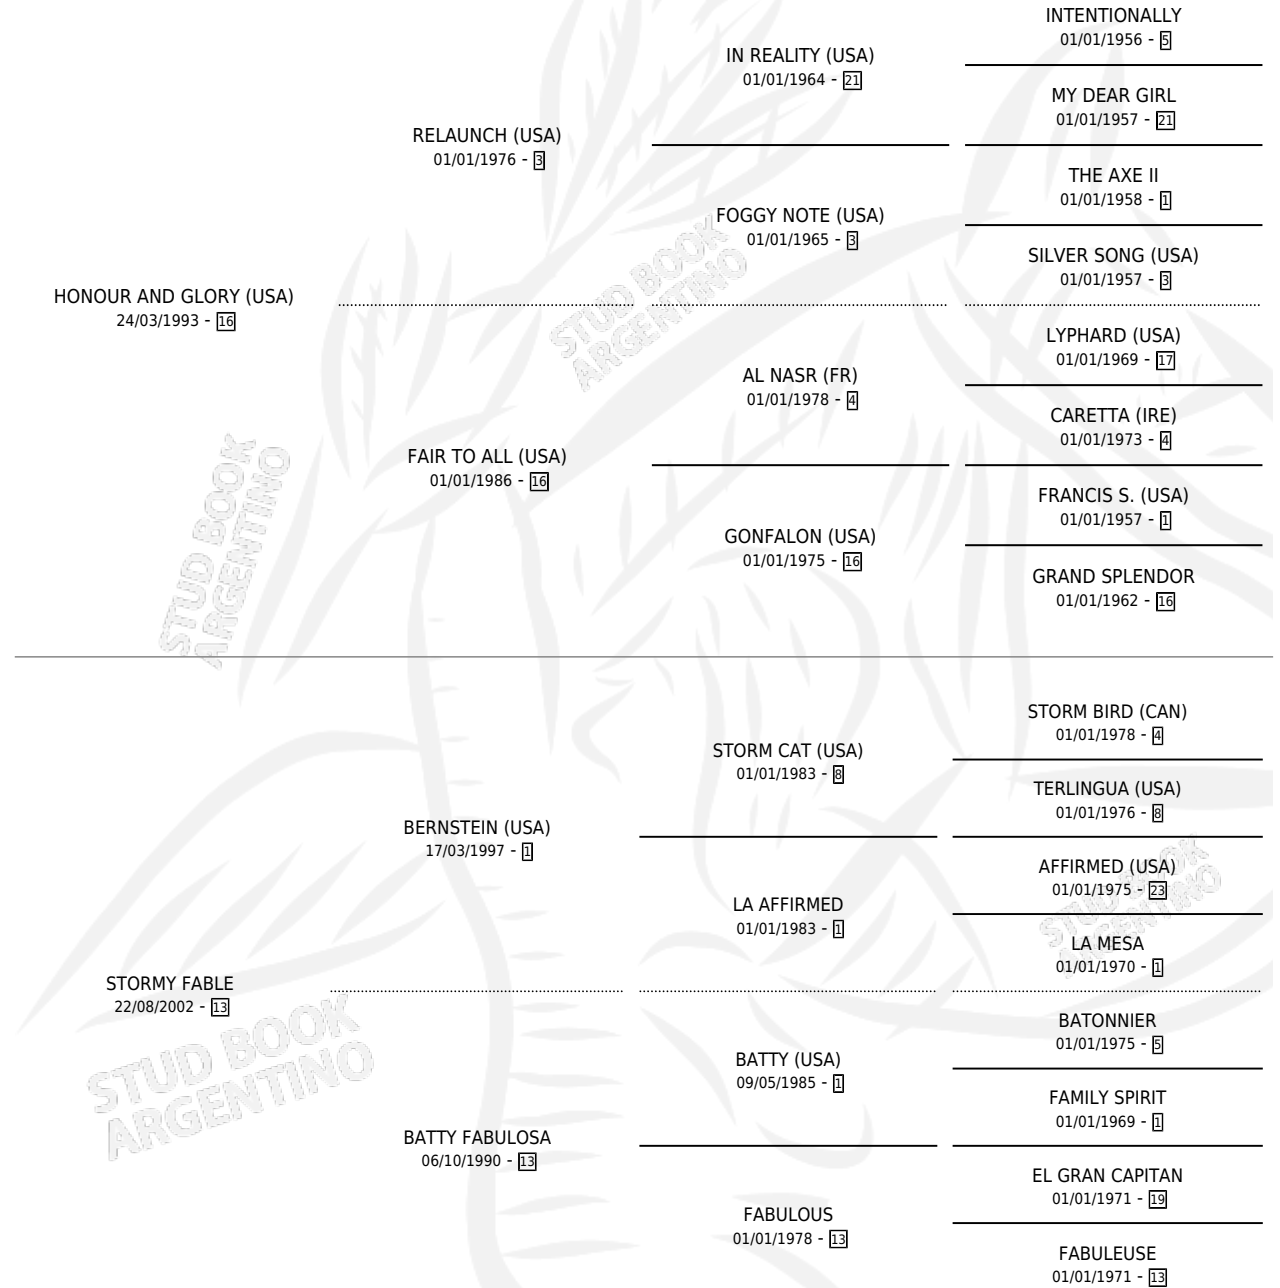 INTENTIONALLY
01/01/1956 - 5
IN REALITY (USA)
01/01/1964 - 21
MY DEAR GIRL
01/01/1957 - 21
RELAUNCH (USA)
01/01/1976 - 3
THE AXE II
01/01/1958 - 1
FOGGY NOTE (USA)
01/01/1965 - 3
SILVER SONG (USA)
01/01/1957 - 3
HONOUR AND GLORY (USA)
24/03/1993 - 16
LYPHARD (USA)
01/01/1969 - 17
AL NASR (FR)
01/01/1978 - 4
CARETTA (IRE)
01/01/1973 - 4
FAIR TO ALL (USA)
01/01/1986 - 16
FRANCIS S. (USA)
01/01/1957 - 1
GONFALON (USA)
01/01/1975 - 16
GRAND SPLENDOR
01/01/1962 - 16
STORM BIRD (CAN)
01/01/1978 - 4
STORM CAT (USA)
01/01/1983 - 8
TERLINGUA (USA)
01/01/1976 - 8
BERNSTEIN (USA)
17/03/1997 - 1
AFFIRMED (USA)
01/01/1975 - 23
LA AFFIRMED
01/01/1983 - 1
LA MESA
01/01/1970 - 1
STORMY FABLE
22/08/2002 - 13
BATONNIER
01/01/1975 - 5
BATTY (USA)
09/05/1985 - 1
FAMILY SPIRIT
01/01/1969 - 1
BATTY FABULOSA
06/10/1990 - 13
EL GRAN CAPITAN
01/01/1971 - 19
FABULOUS
01/01/1978 - 13
FABULEUSE
01/01/1971 - 13
STUD BOOK
ARGENTINO
STUD BOOK
ARGENTINO
STUD BOOK
ARGENTINO
STUD BOOK
ARGENTINO